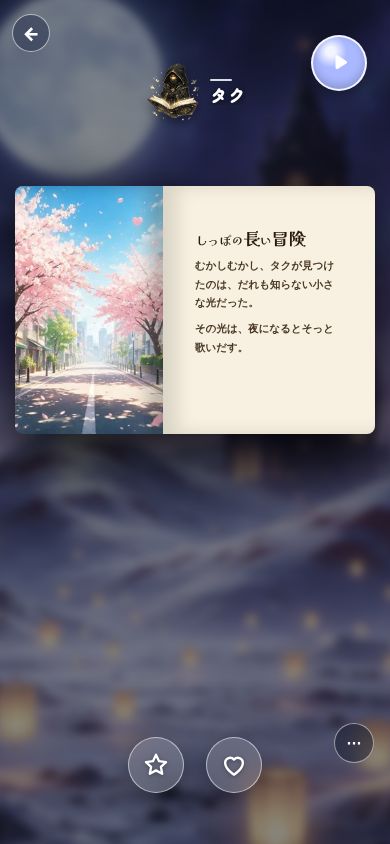 タク
しっぽの長い冒険
むかしむかし、タクが見つけ
たのは、だれも知らない小さ
な光だった。
その光は、夜になるとそっと
歌いだす。